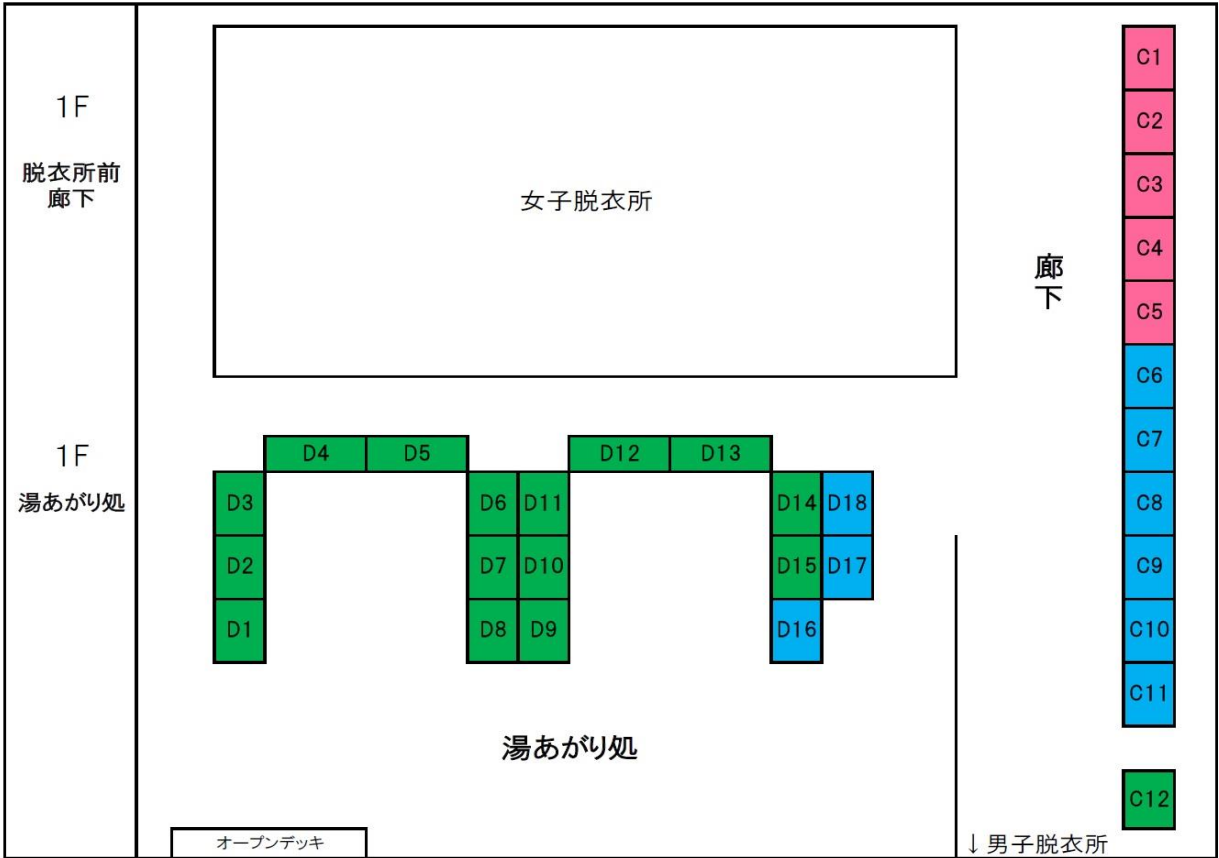 1F
脱衣所前
廊下
女子脱衣所
廊
下
C1
C2
C3
C4
C5
C6
C7
C8
C9
C10
C11
C12
1F
湯あがり処
D4 D5 D12 D13
D3 D6 D11 D14 D18
D2 D7 D10 D15 D17
D1 D8 D9 D16
湯あがり処
オープンデッキ
↓男子脱衣所